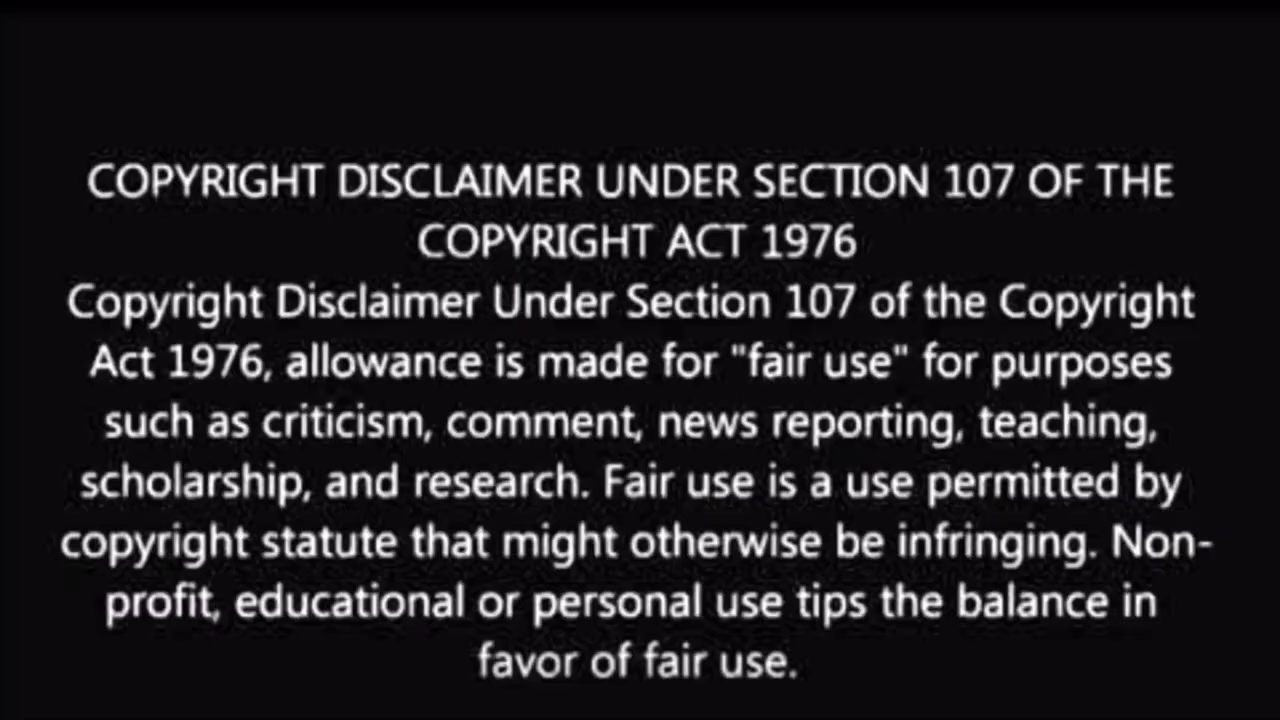 COPYRIGHT DISCLAIMER UNDER SECTION 107 OF THE
COPYRIGHT ACT 1976
Copyright Disclaimer Under Section 107 of the Copyright
Act 1976, allowance is made for "fair use" for purposes
such as criticism, comment, news reporting, teaching,
scholarship, and research. Fair use is a use permitted by
copyright statute that might otherwise be infringing. Non-
profit, educational or personal use tips the balance in
favor of fair use.